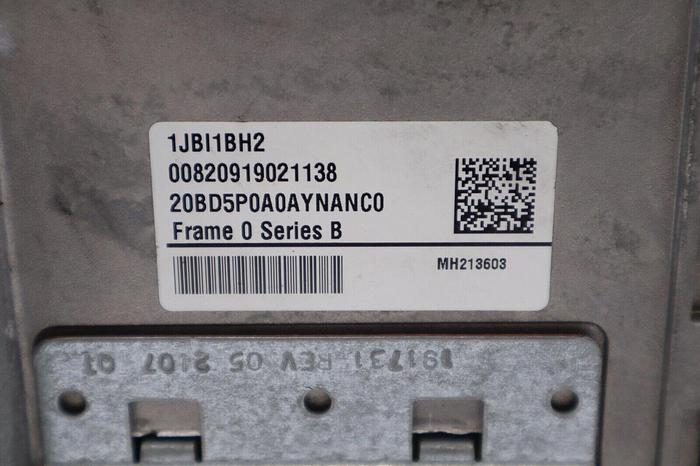 1JBI1BH2
00820919021138
20BD5P0A0AYNANC0
Frame 0 Series B
MH213603
191731 REV 05 2107 01